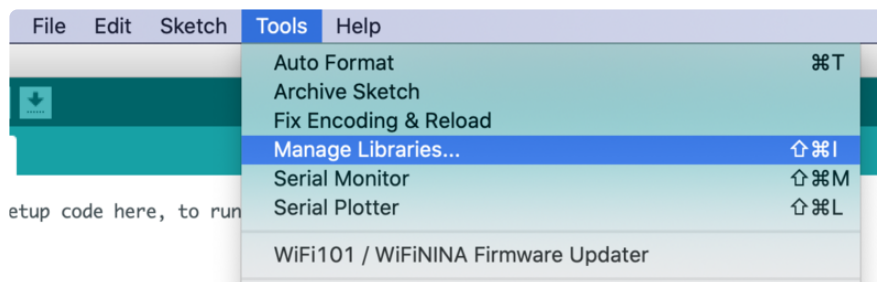 File Edit Sketch Tools Help
Auto Format ⌘T
Archive Sketch
Fix Encoding & Reload
Manage Libraries... ⇧⌘I
Serial Monitor ⇧⌘M
etup code here, to run
Serial Plotter ⇧⌘L
WiFi101 / WiFiNINA Firmware Updater